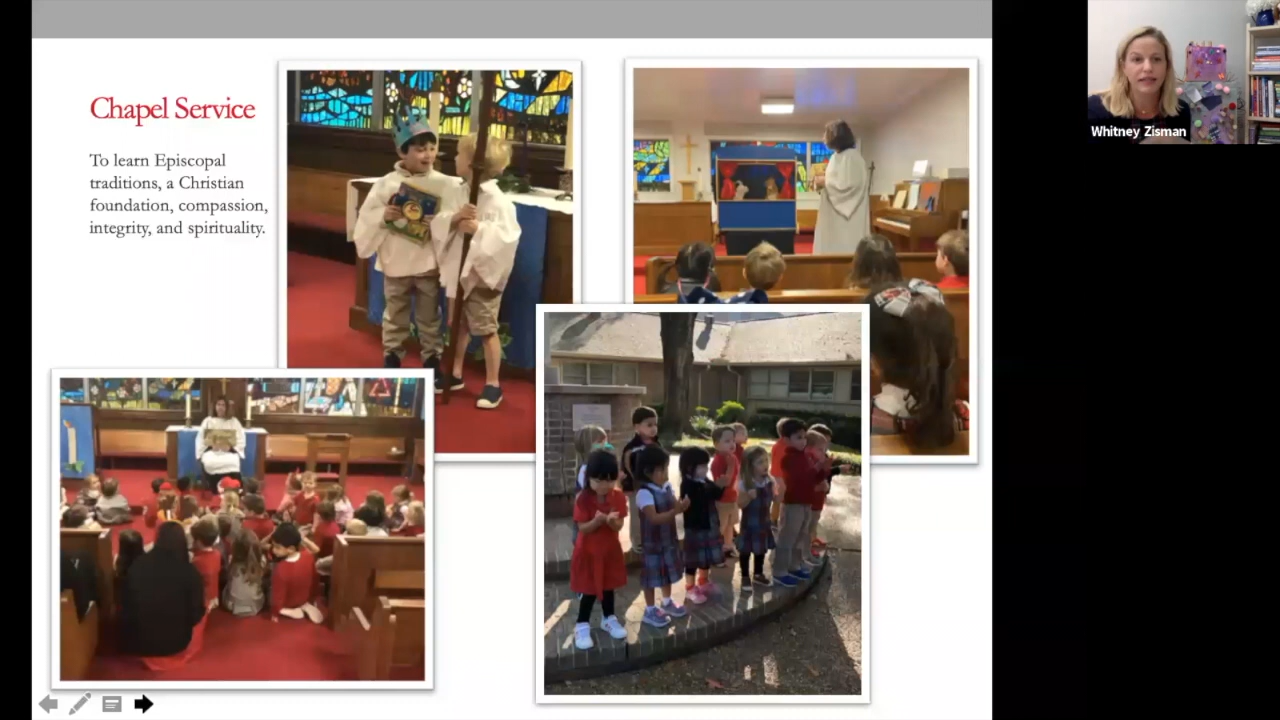 Chapel Service
To learn Episcopal
traditions, a Christian
foundation, compassion,
integrity, and spirituality.
Whitney Zisman